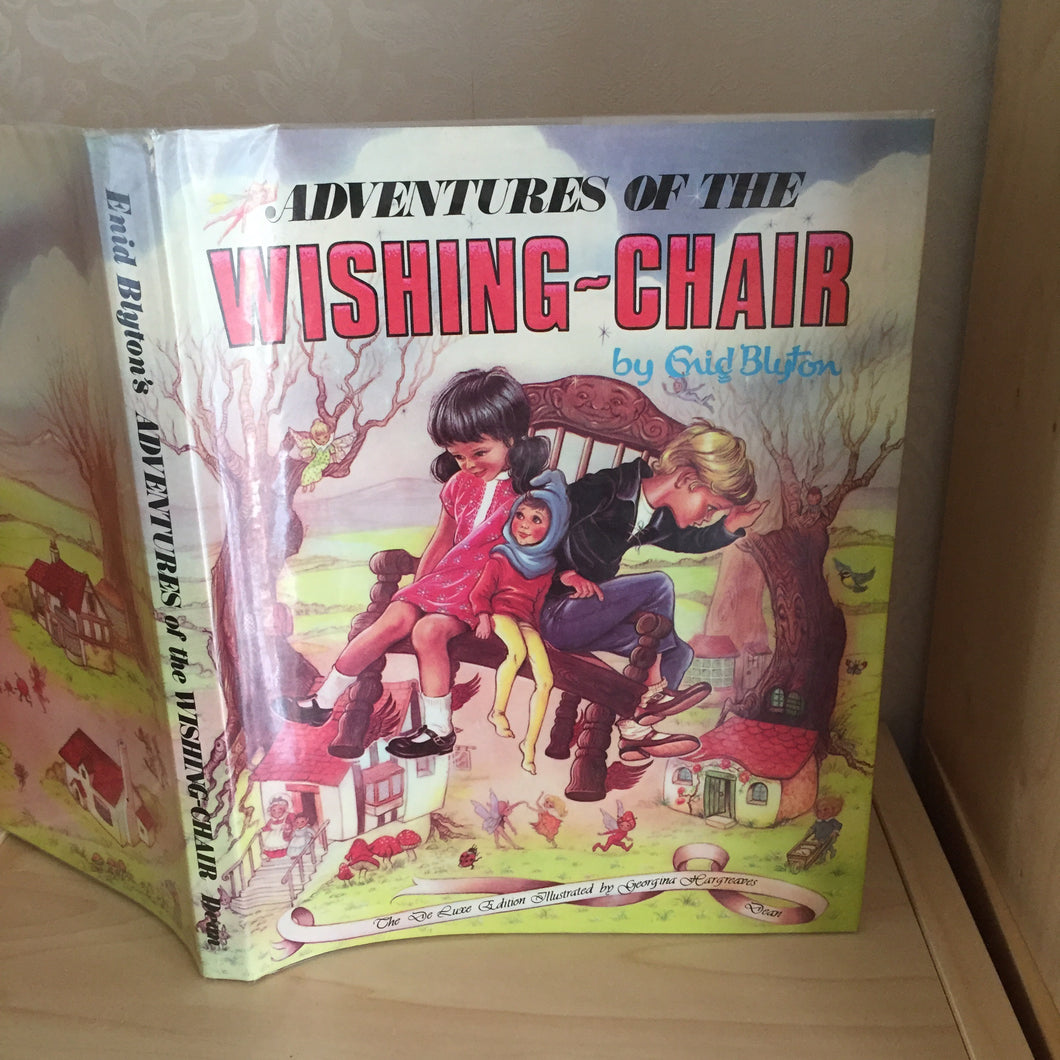 ADVENTURES OF THE
WISHING-CHAIR
by Enid Blyton
The De Luxe Edition Illustrated by Georgina Hargreaves
Dean
Enid Blyton's ADVENTURES of the WISHING-CHAIR Dean